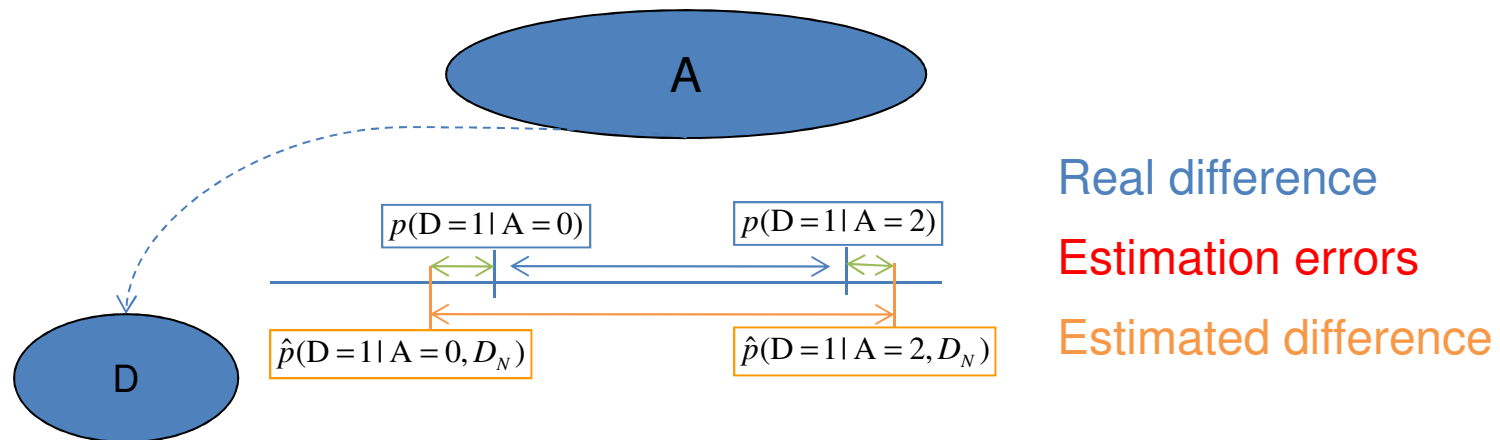 A
Real difference
p(D = 1 | A = 0)
p(D = 1 | A = 2)
Estimation errors
p̂(D = 1 | A = 0, D_N)
p̂(D = 1 | A = 2, D_N)
Estimated difference
D